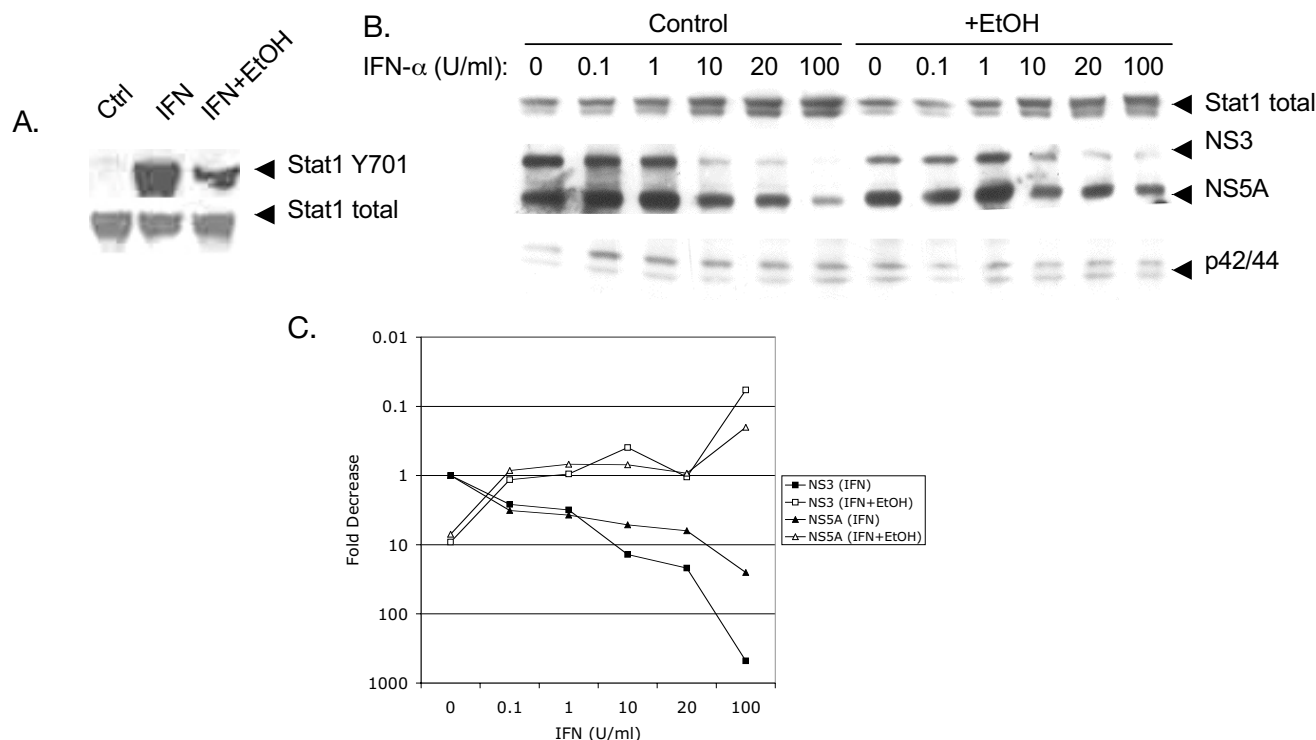 A.
Ctrl
IFN
IFN+EtOH
Stat1 Y701
Stat1 total
B.
Control
+EtOH
IFN-α (U/ml): 0 0.1 1 10 20 100 0 0.1 1 10 20 100
Stat1 total
NS3
NS5A
p42/44
C.
0.01
0.1
1
10
100
1000
Fold Decrease
0 0.1 1 10 20 100
IFN (U/ml)
NS3 (IFN)
NS3 (IFN+EtOH)
NS5A (IFN)
NS5A (IFN+EtOH)